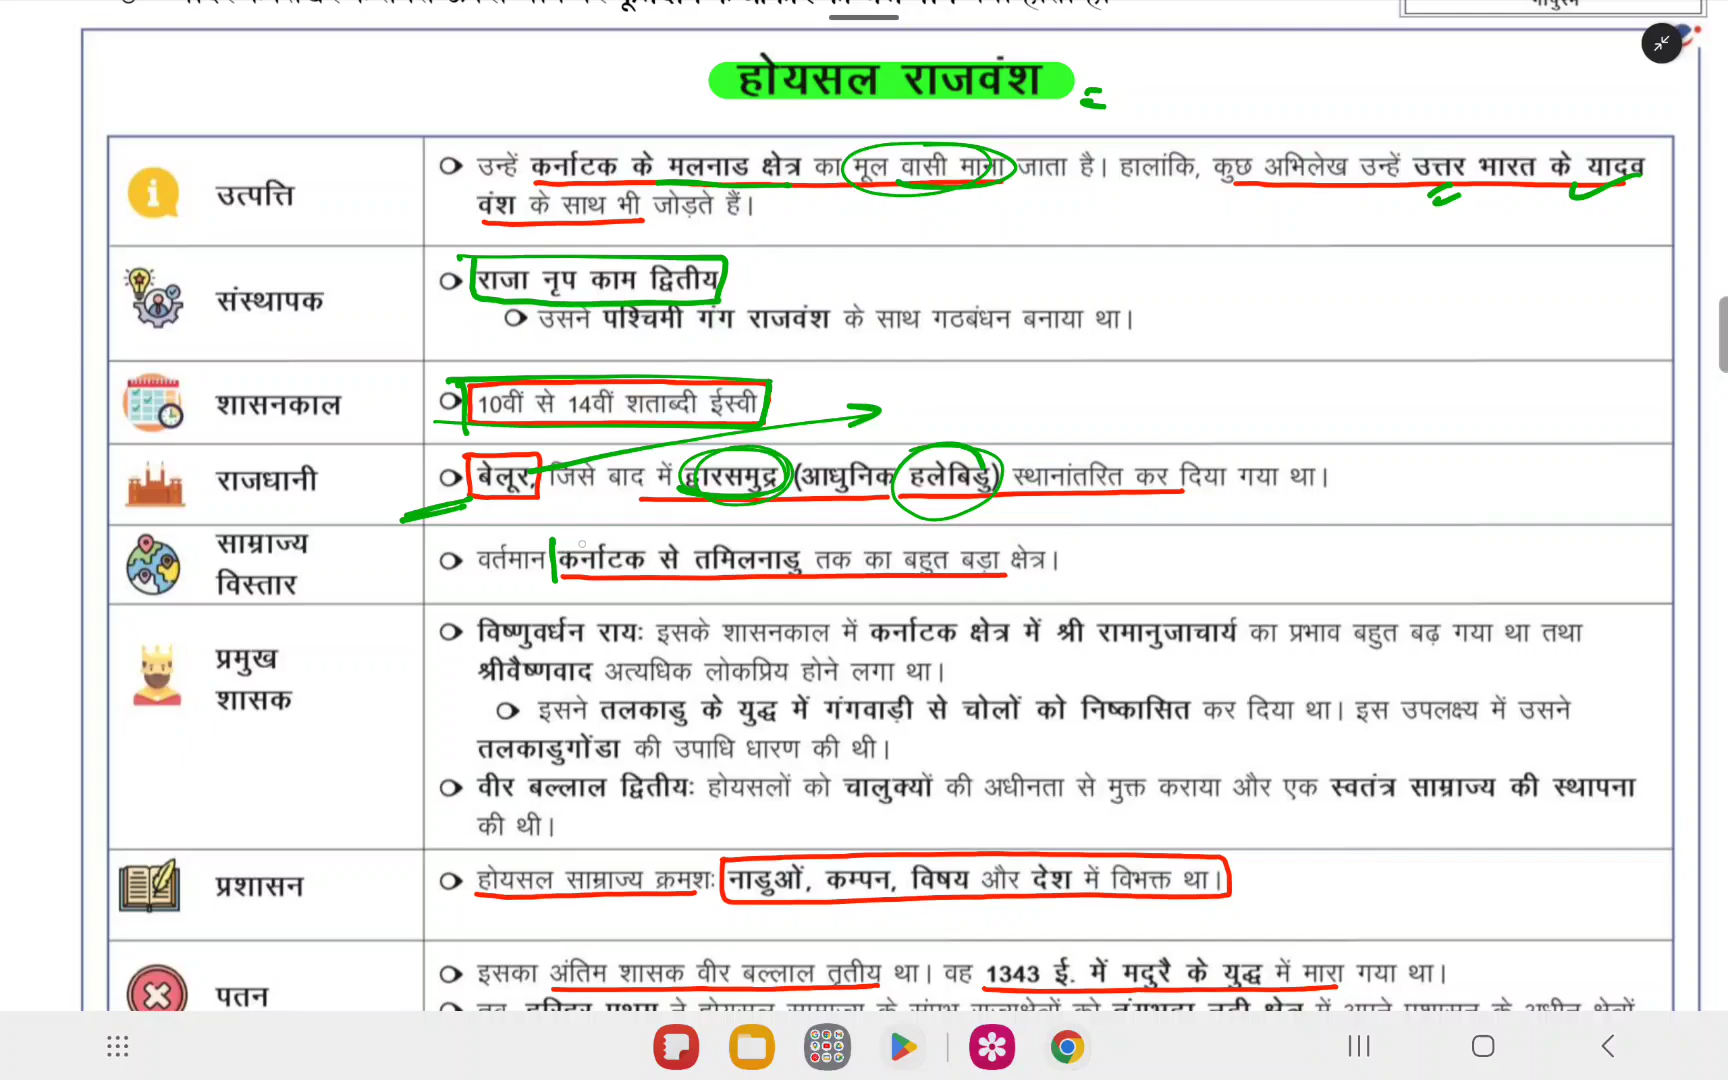 गोपुरम
होयसल राजवंश
उत्पत्ति
उन्हें कर्नाटक के मलनाड क्षेत्र का मूल वासी माना जाता है। हालांकि, कुछ अभिलेख उन्हें उत्तर भारत के यादव
वंश के साथ भी जोड़ते हैं।
संस्थापक
राजा नृप काम द्वितीय
उसने पश्चिमी गंग राजवंश के साथ गठबंधन बनाया था।
शासनकाल
10वीं से 14वीं शताब्दी ईस्वी
राजधानी
बेलूर, जिसे बाद में द्वारसमुद्र (आधुनिक हलेबिडु) स्थानांतरित कर दिया गया था।
साम्राज्य
विस्तार
वर्तमान कर्नाटक से तमिलनाडु तक का बहुत बड़ा क्षेत्र।
प्रमुख
शासक
विष्णुवर्धन रायः इसके शासनकाल में कर्नाटक क्षेत्र में श्री रामानुजाचार्य का प्रभाव बहुत बढ़ गया था तथा
श्रीवैष्णवाद अत्यधिक लोकप्रिय होने लगा था।
इसने तलकाडु के युद्ध में गंगवाड़ी से चोलों को निष्कासित कर दिया था। इस उपलक्ष्य में उसने
तलकाडुगोंडा की उपाधि धारण की थी।
वीर बल्लाल द्वितीयः होयसलों को चालुक्यों की अधीनता से मुक्त कराया और एक स्वतंत्र साम्राज्य की स्थापना
की थी।
प्रशासन
होयसल साम्राज्य क्रमशः नाडुओं, कम्पन, विषय और देश में विभक्त था।
पतन
इसका अंतिम शासक वीर बल्लाल तृतीय था। वह 1343 ई. में मदुरै के युद्ध में मारा गया था।